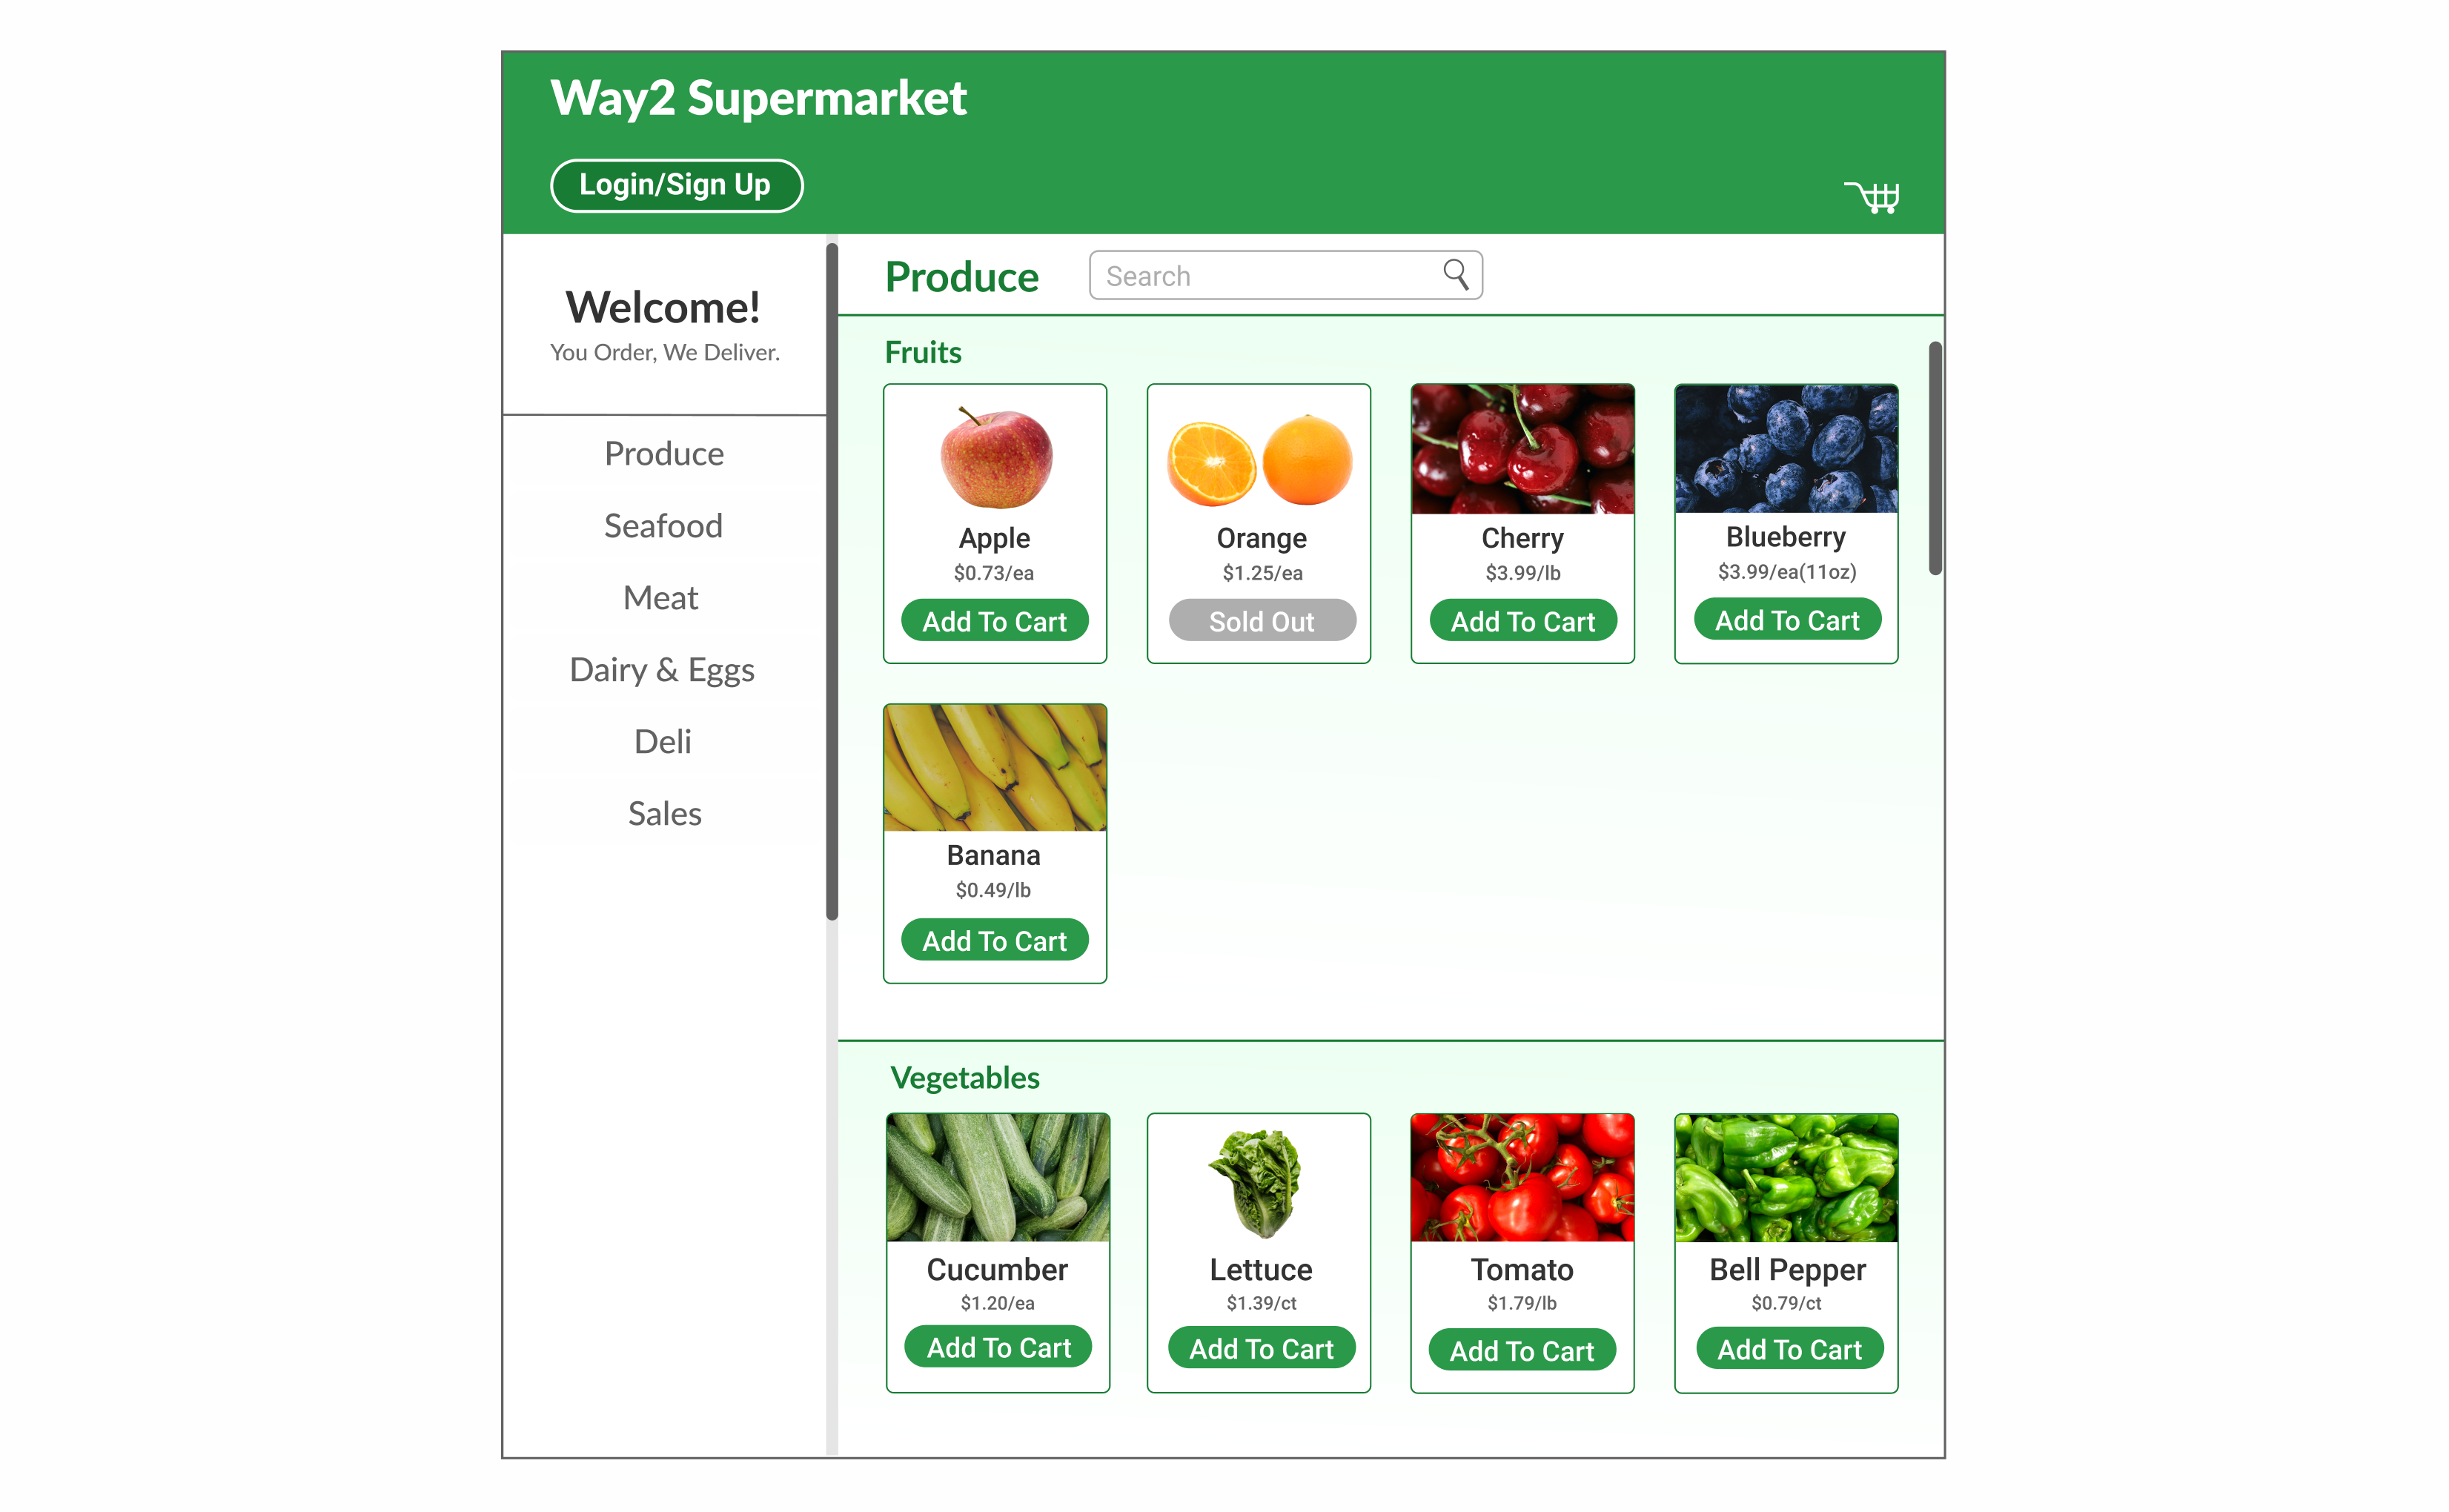 Way2 Supermarket
Login/Sign Up
Welcome!
You Order, We Deliver.
Produce
Seafood
Meat
Dairy & Eggs
Deli
Sales
Produce
Search
Fruits
Apple
$0.73/ea
Add To Cart
Orange
$1.25/ea
Sold Out
Cherry
$3.99/lb
Add To Cart
Blueberry
$3.99/ea(11oz)
Add To Cart
Banana
$0.49/lb
Add To Cart
Vegetables
Cucumber
$1.20/ea
Add To Cart
Lettuce
$1.39/ct
Add To Cart
Tomato
$1.79/lb
Add To Cart
Bell Pepper
$0.79/ct
Add To Cart